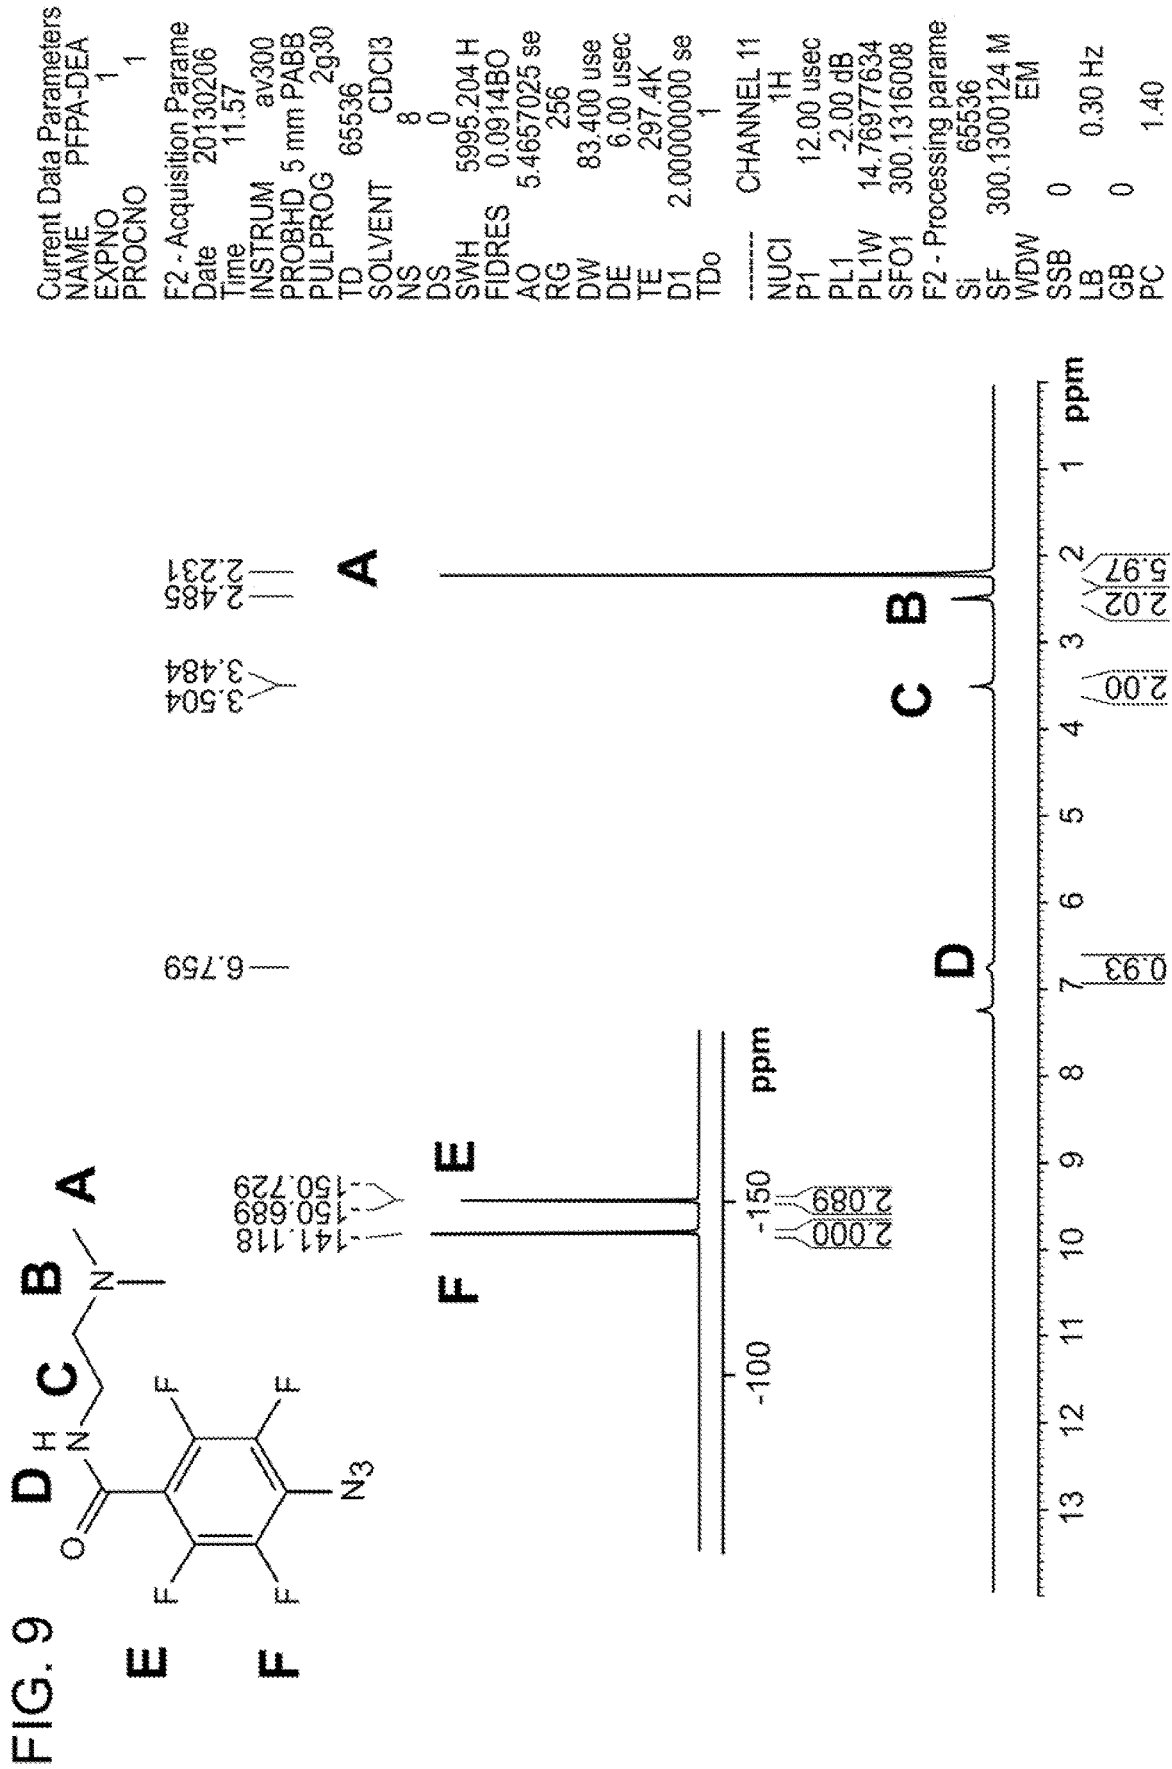 FIG. 9
D
H
N
C
B
N
A
O
E
F
F
F
F
F
N3
Current Data Parameters
NAME PFPA-DEA
EXPNO 1
PROCNO 1
F2 - Acquisition Parame
Date 20130206
Time 11.57
INSTRUM av300
PROBHD 5 mm PABB
PULPROG 2g30
TD 65536
SOLVENT CDCI3
NS 8
DS 0
SWH 5995.204 H
FIDRES 0.0914BO
AO 5.4657025 se
RG 256
DW 83.400 use
DE 6.00 usec
TE 297.4K
D1 2.00000000 se
TDo 1
-------- CHANNEL 11
NUCI 1H
P1 12.00 usec
PL1 -2.00 dB
PL1W 14.76977634
SFO1 300.1316008
F2 - Processing parame
Si 65536
SF 300.1300124 M
WDW EM
SSB 0
LB 0.30 Hz
GB 0
PC 1.40
6.759
3.504
3.484
2.485
2.231
141.118
150.689
150.729
F
E
-100
-150
ppm
2.000
2.089
A
B
C
D
13 12 11 10 9 8 7 6 5 4 3 2 1 ppm
0.93
2.00
2.02
5.97